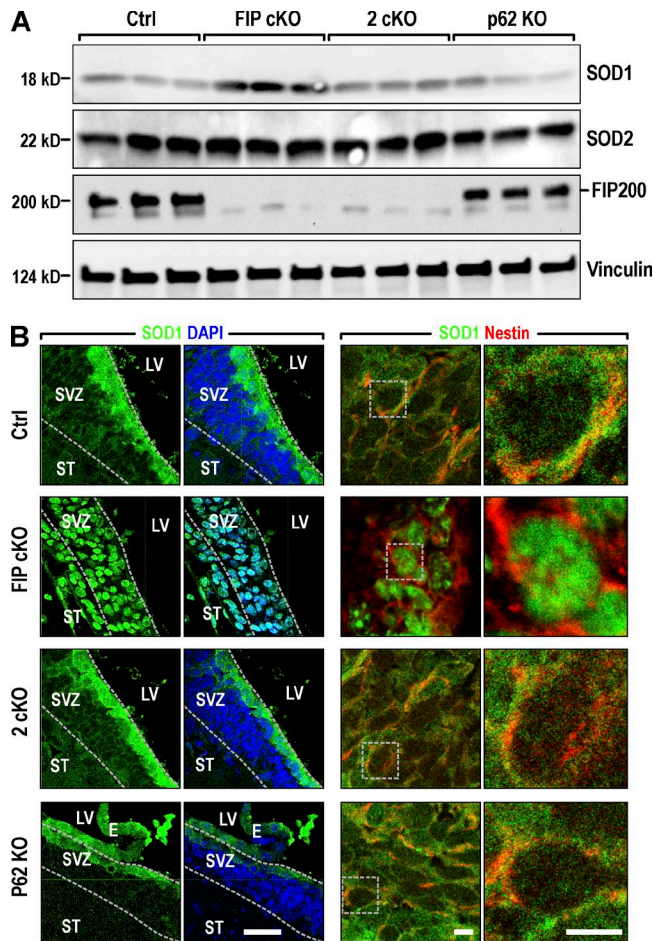 A
Ctrl FIP cKO 2 cKO p62 KO
18 kD SOD1
22 kD SOD2
200 kD FIP200
124 kD Vinculin
B
SOD1 DAPI SOD1 Nestin
Ctrl
LV LV
SVZ SVZ
ST ST
FIP cKO
SVZ LV SVZ LV
ST ST
2 cKO
LV LV
SVZ SVZ
ST ST
P62 KO
LV E LV E
SVZ SVZ
ST ST